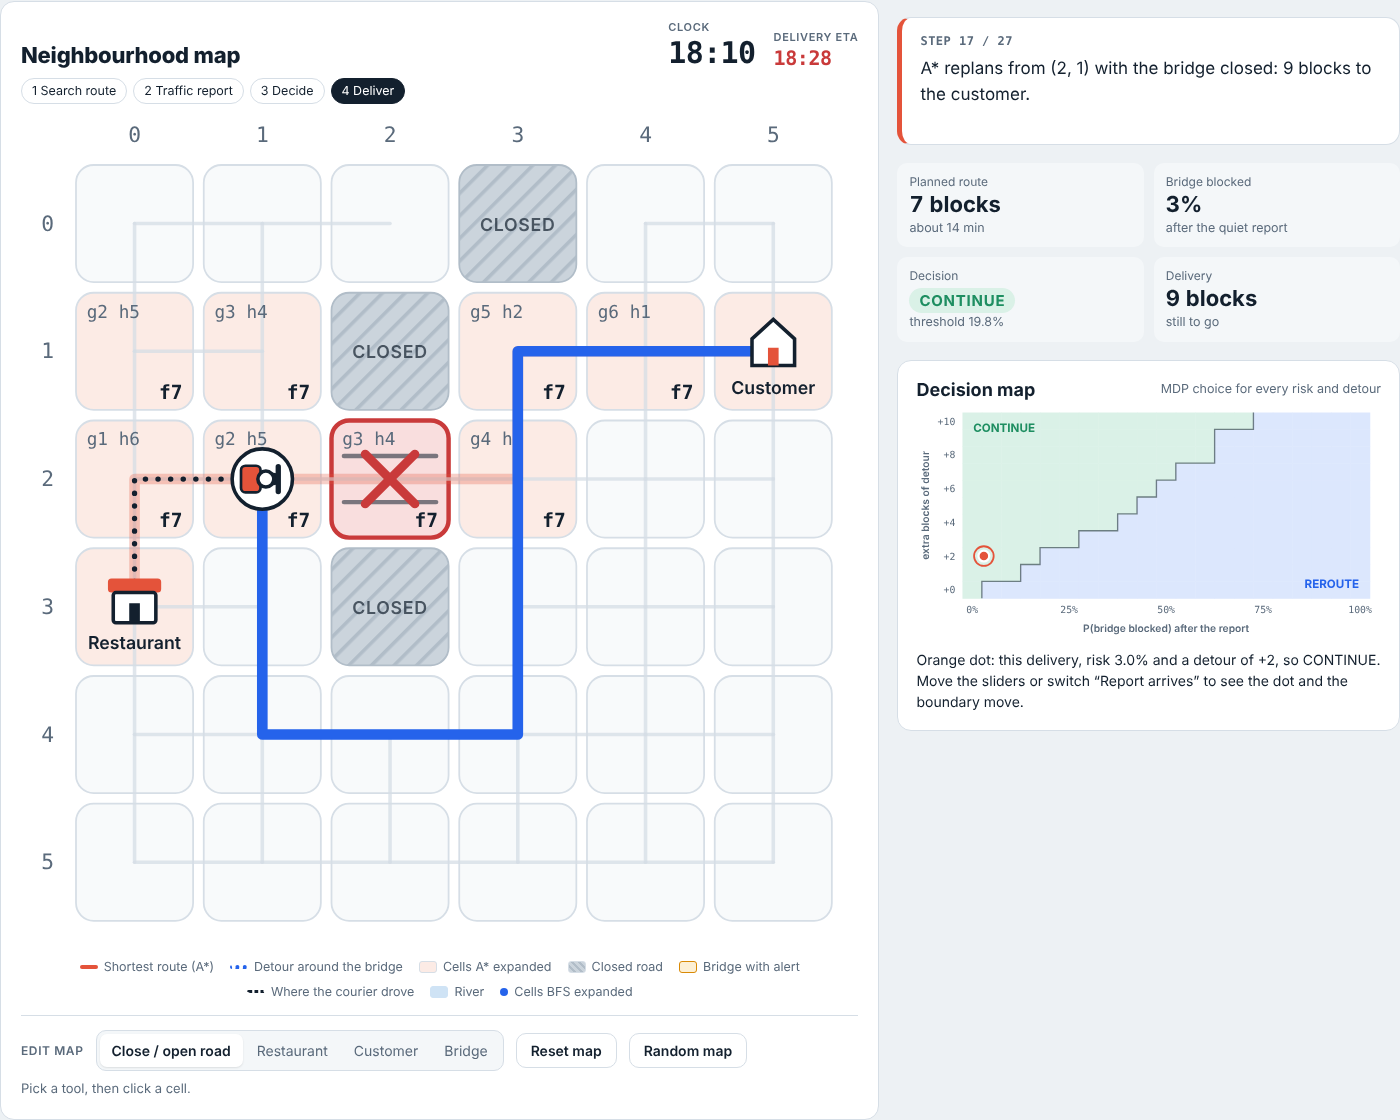 Neighbourhood map
CLOCK
18:10
DELIVERY ETA
18:28
1 Search route
2 Traffic report
3 Decide
4 Deliver
0 1 2 3 4 5
0
CLOSED
1
g2 h5
f7
g3 h4
f7
CLOSED
g5 h2
f7
g6 h1
f7
Customer
2
g1 h6
f7
g2 h5
f7
g3 h4
f7
g4 h
f7
3
Restaurant
CLOSED
4
5
Shortest route (A*)
Detour around the bridge
Cells A* expanded
Closed road
Bridge with alert
Where the courier drove
River
Cells BFS expanded
EDIT MAP
Close / open road
Restaurant
Customer
Bridge
Reset map
Random map
Pick a tool, then click a cell.
STEP 17 / 27
A* replans from (2, 1) with the bridge closed: 9 blocks to
the customer.
Planned route
7 blocks
about 14 min
Bridge blocked
3%
after the quiet report
Decision
CONTINUE
threshold 19.8%
Delivery
9 blocks
still to go
Decision map
MDP choice for every risk and detour
extra blocks of detour
+10
+8
+6
+4
+2
+0
CONTINUE
REROUTE
0% 25% 50% 75% 100%
P(bridge blocked) after the report
Orange dot: this delivery, risk 3.0% and a detour of +2, so CONTINUE.
Move the sliders or switch “Report arrives” to see the dot and the
boundary move.